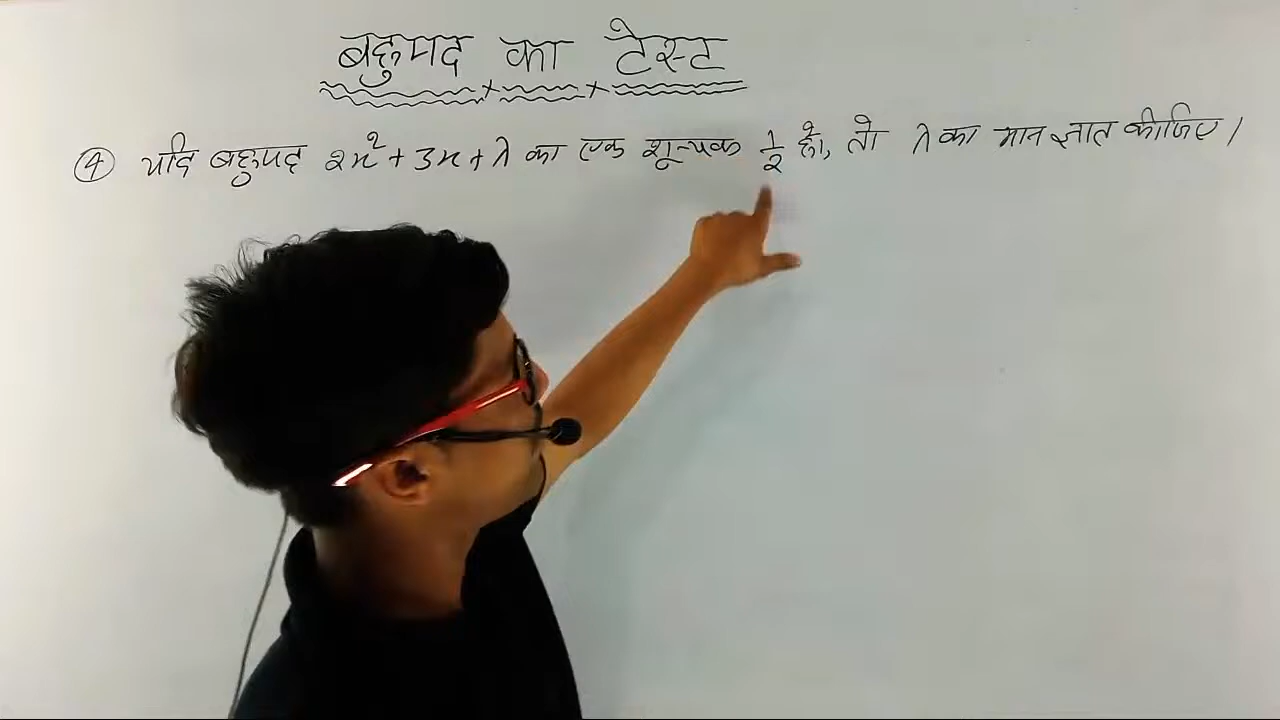 बहुपद का टेस्ट
④ यदि बहुपद 2x² + 3x + λ का एक शून्यक 1/2 है, तो λ का मान ज्ञात कीजिए।